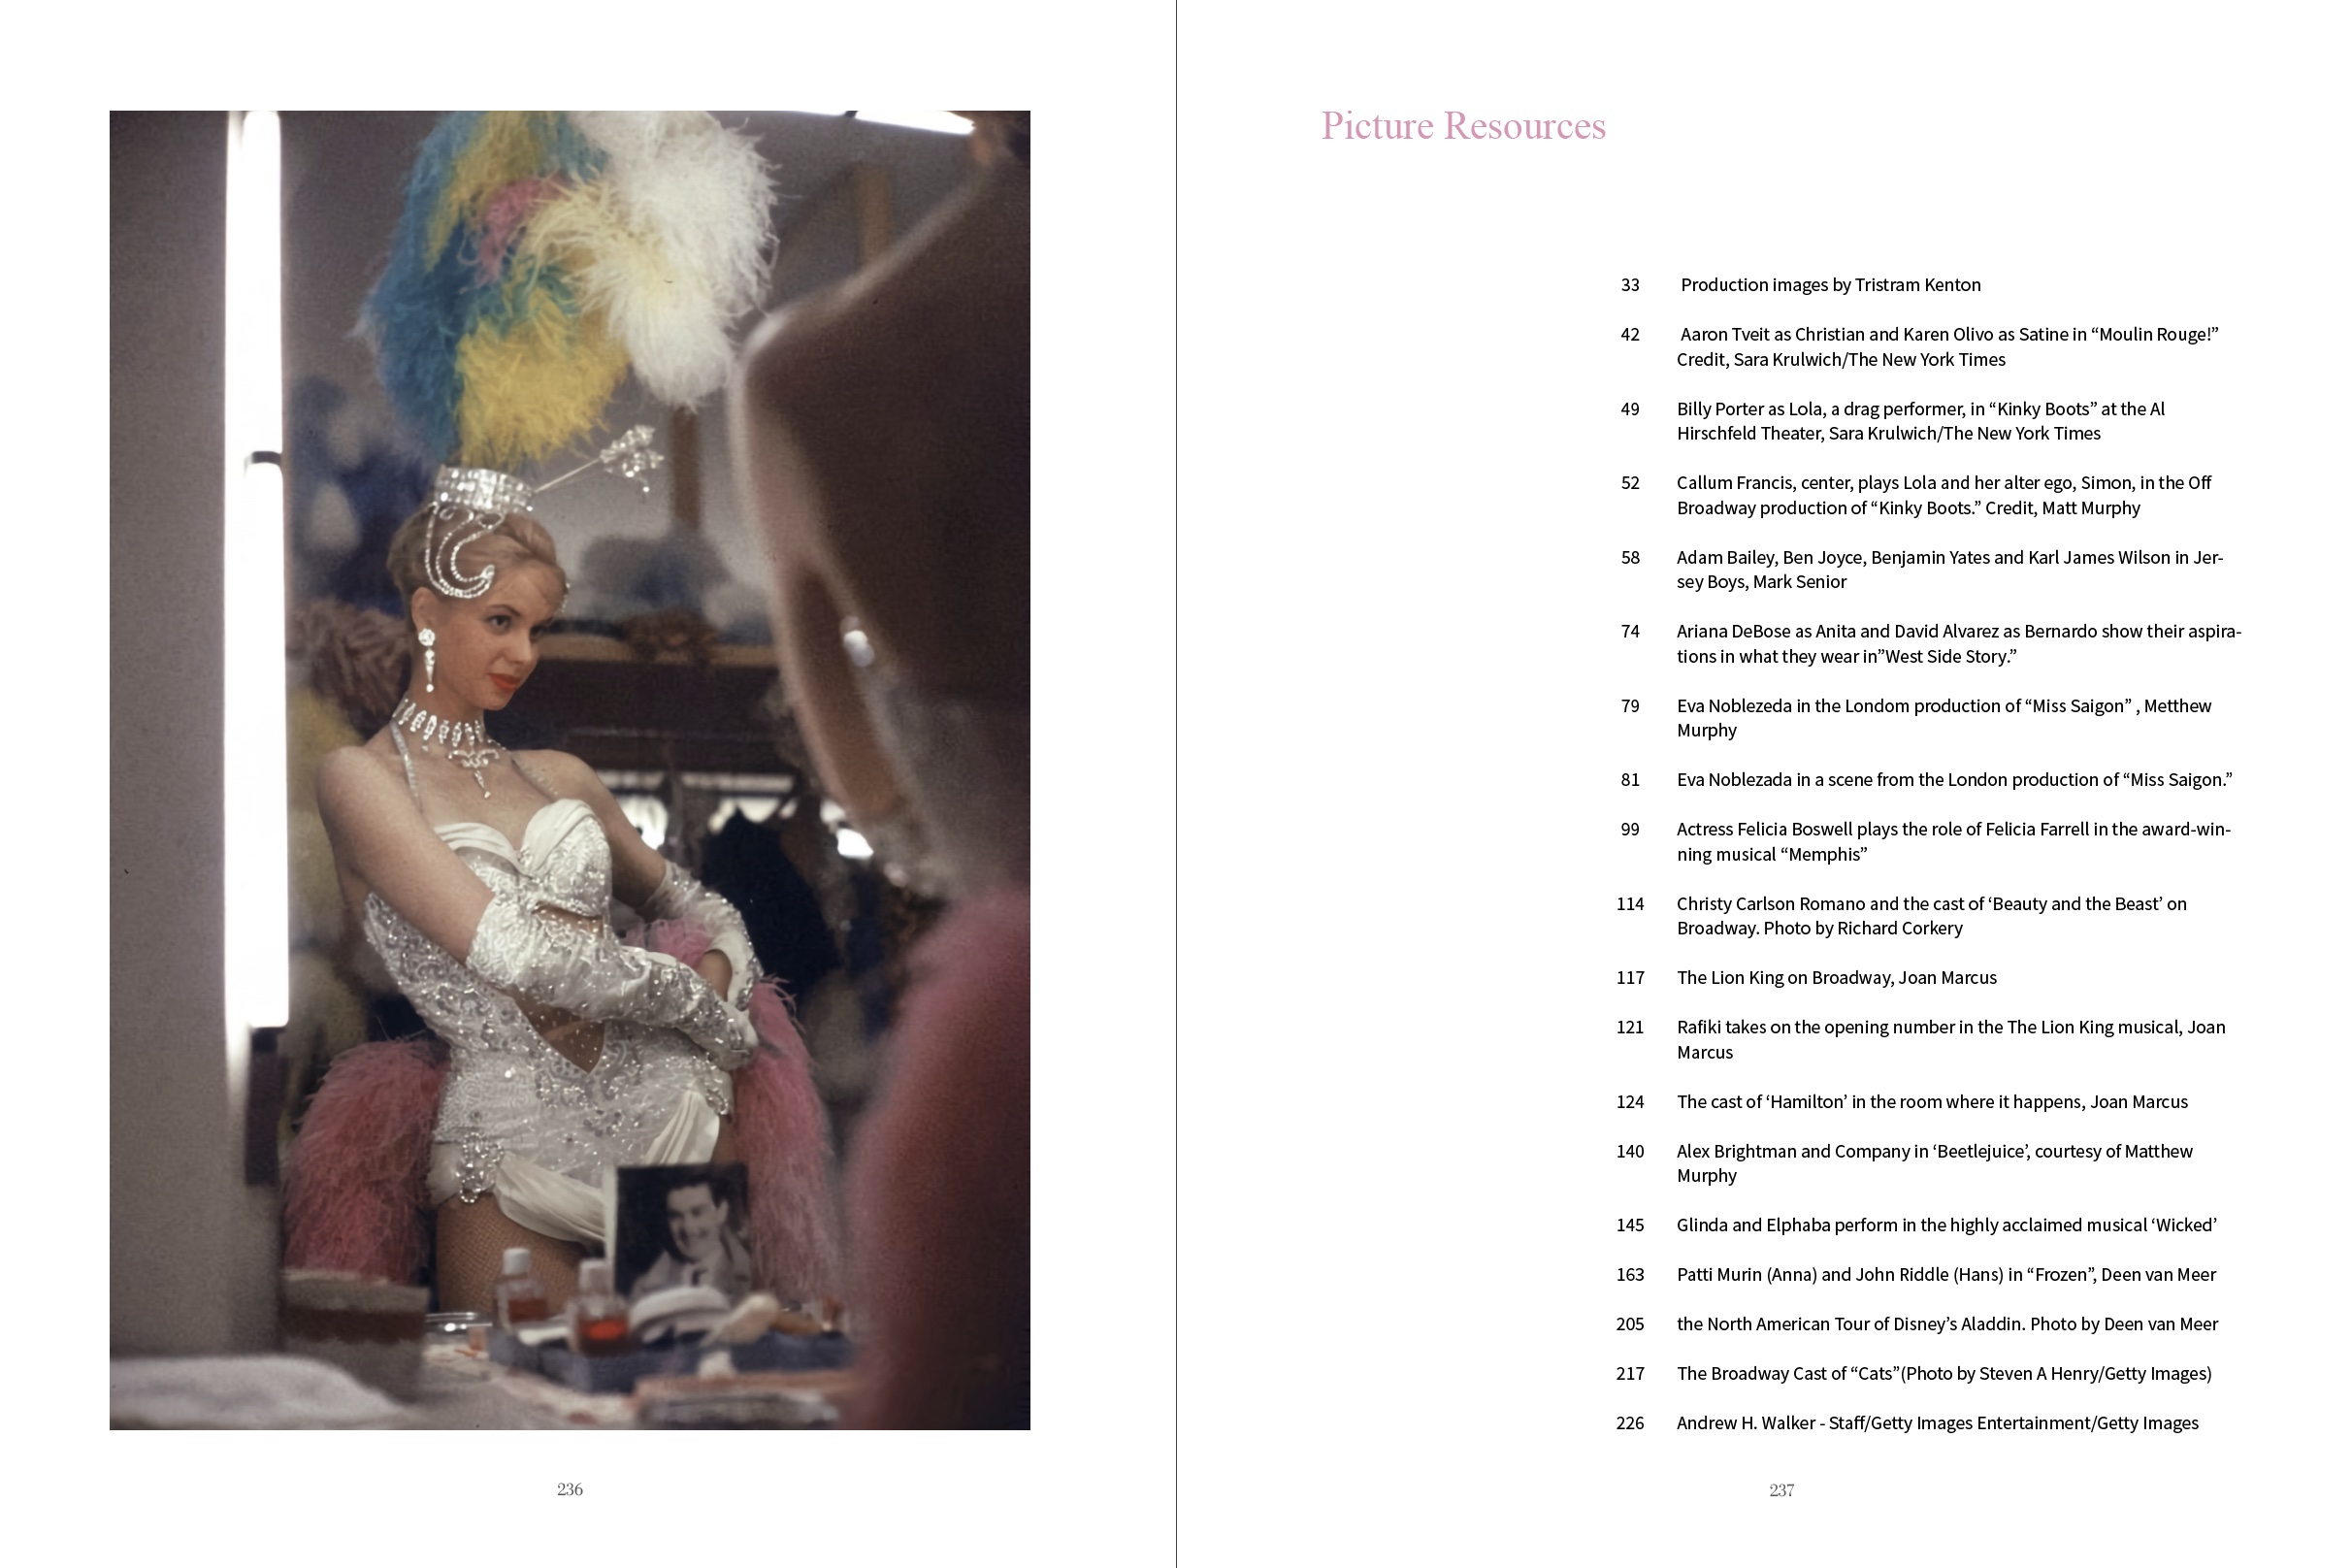 Picture Resources
33 Production images by Tristram Kenton
42 Aaron Tveit as Christian and Karen Olivo as Satine in “Moulin Rouge!”
Credit, Sara Krulwich/The New York Times
49 Billy Porter as Lola, a drag performer, in “Kinky Boots” at the Al
Hirschfeld Theater, Sara Krulwich/The New York Times
52 Callum Francis, center, plays Lola and her alter ego, Simon, in the Off
Broadway production of “Kinky Boots.” Credit, Matt Murphy
58 Adam Bailey, Ben Joyce, Benjamin Yates and Karl James Wilson in Jer-
sey Boys, Mark Senior
74 Ariana DeBose as Anita and David Alvarez as Bernardo show their aspira-
tions in what they wear in”West Side Story.”
79 Eva Noblezeda in the Londom production of “Miss Saigon” , Metthew
Murphy
81 Eva Noblezada in a scene from the London production of “Miss Saigon.”
99 Actress Felicia Boswell plays the role of Felicia Farrell in the award-win-
ning musical “Memphis”
114 Christy Carlson Romano and the cast of ‘Beauty and the Beast’ on
Broadway. Photo by Richard Corkery
117 The Lion King on Broadway, Joan Marcus
121 Rafiki takes on the opening number in the The Lion King musical, Joan
Marcus
124 The cast of ‘Hamilton’ in the room where it happens, Joan Marcus
140 Alex Brightman and Company in ‘Beetlejuice’, courtesy of Matthew
Murphy
145 Glinda and Elphaba perform in the highly acclaimed musical ‘Wicked’
163 Patti Murin (Anna) and John Riddle (Hans) in “Frozen”, Deen van Meer
205 the North American Tour of Disney’s Aladdin. Photo by Deen van Meer
217 The Broadway Cast of “Cats”(Photo by Steven A Henry/Getty Images)
226 Andrew H. Walker - Staff/Getty Images Entertainment/Getty Images
236
237